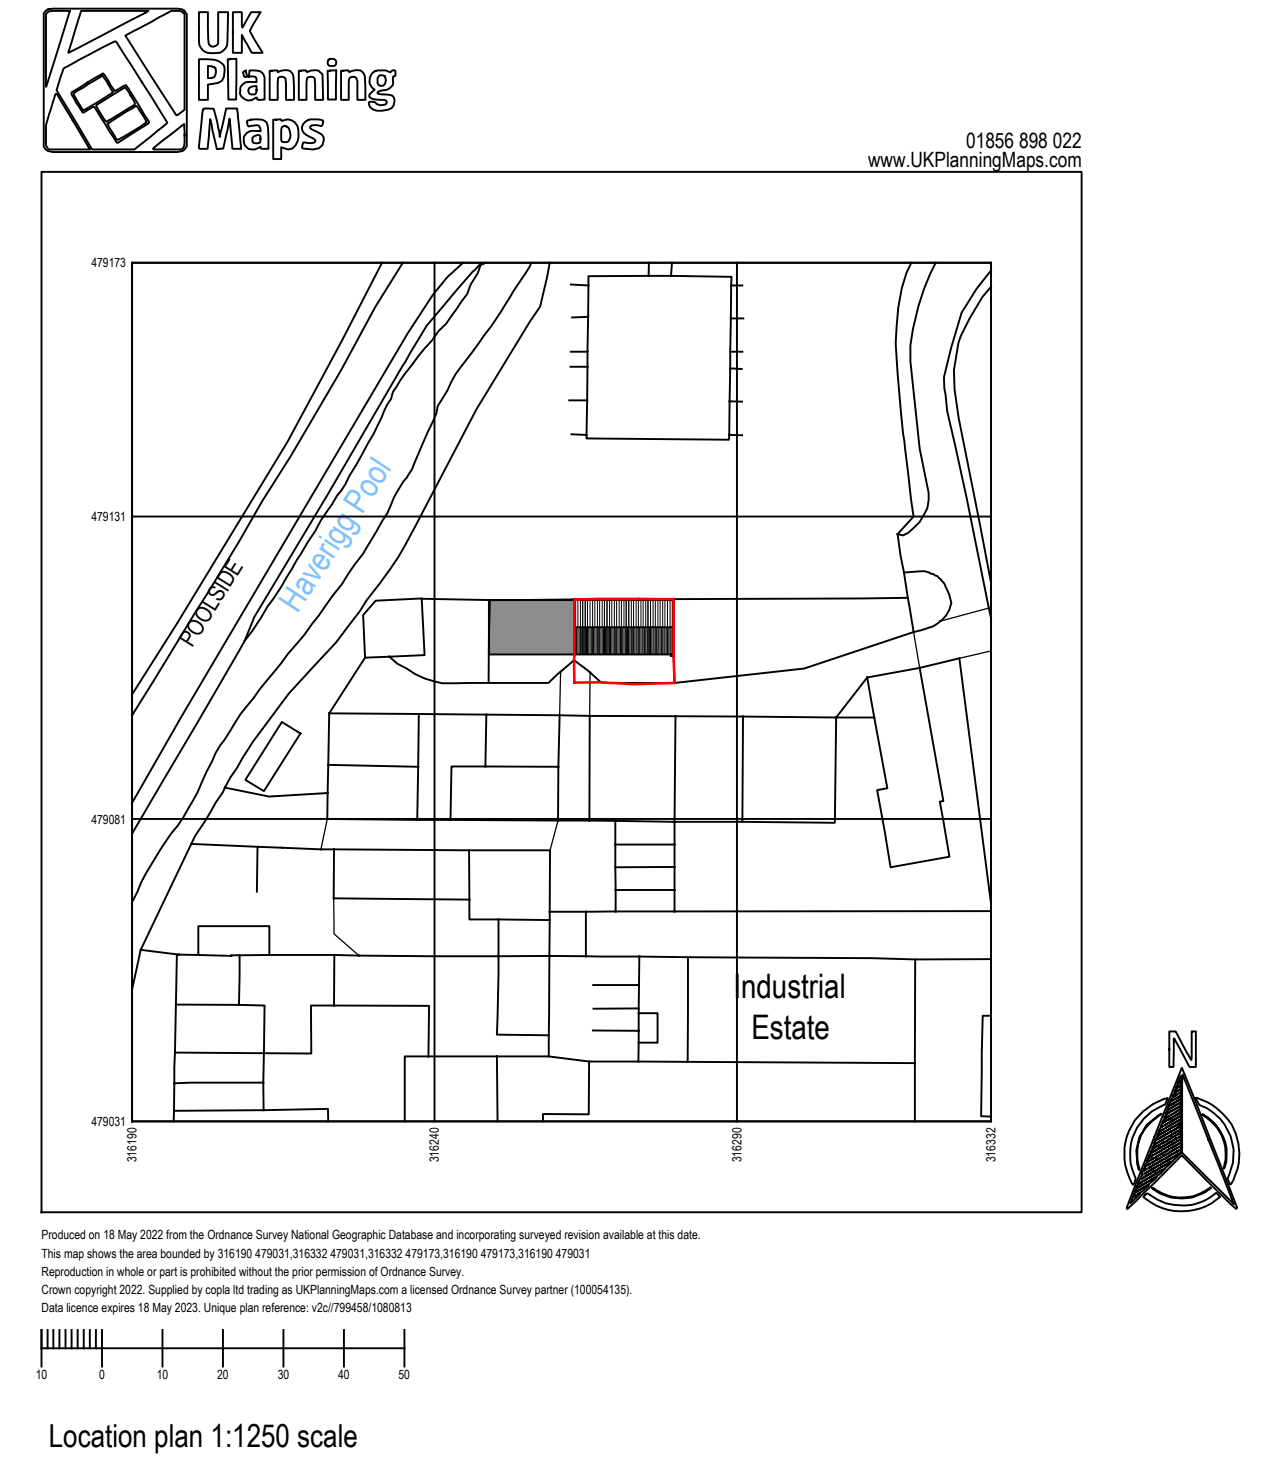 UK
Planning
Maps
01856 898 022
www.UKPlanningMaps.com
479173
479131
Haverigg Pool
POOLSIDE
479081
Industrial
Estate
479031
316190
316240
316290
316332
N
Produced on 18 May 2022 from the Ordnance Survey National Geographic Database and incorporating surveyed revision available at this date.
This map shows the area bounded by 316190 479031,316332 479031,316332 479173,316190 479173,316190 479031
Reproduction in whole or part is prohibited without the prior permission of Ordnance Survey.
Crown copyright 2022. Supplied by copla ltd trading as UKPlanningMaps.com a licensed Ordnance Survey partner (100054135).
Data licence expires 18 May 2023. Unique plan reference: v2c//799458/1080813
10 0 10 20 30 40 50
Location plan 1:1250 scale